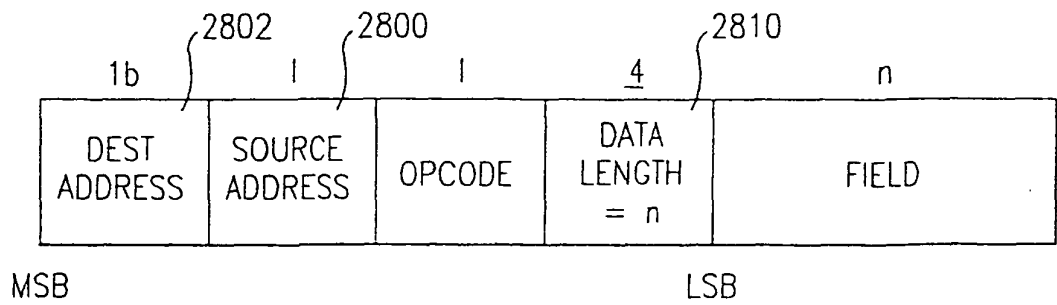 2802 2800 2810
1b l l 4 n
DEST ADDRESS
SOURCE ADDRESS
OPCODE
DATA LENGTH = n
FIELD
MSB LSB